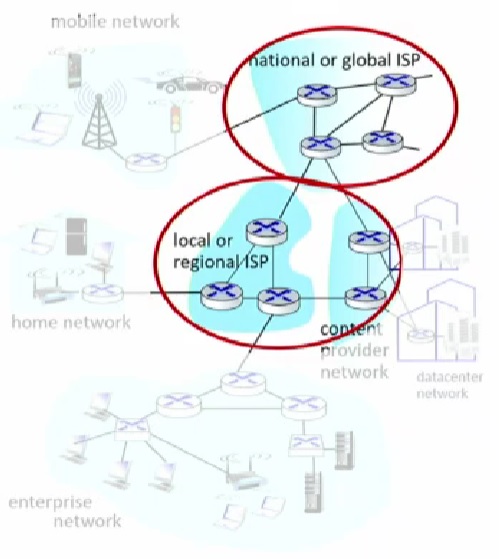 mobile network
national or global ISP
local or
regional ISP
home network
content
provider
network
datacenter
network
enterprise
network